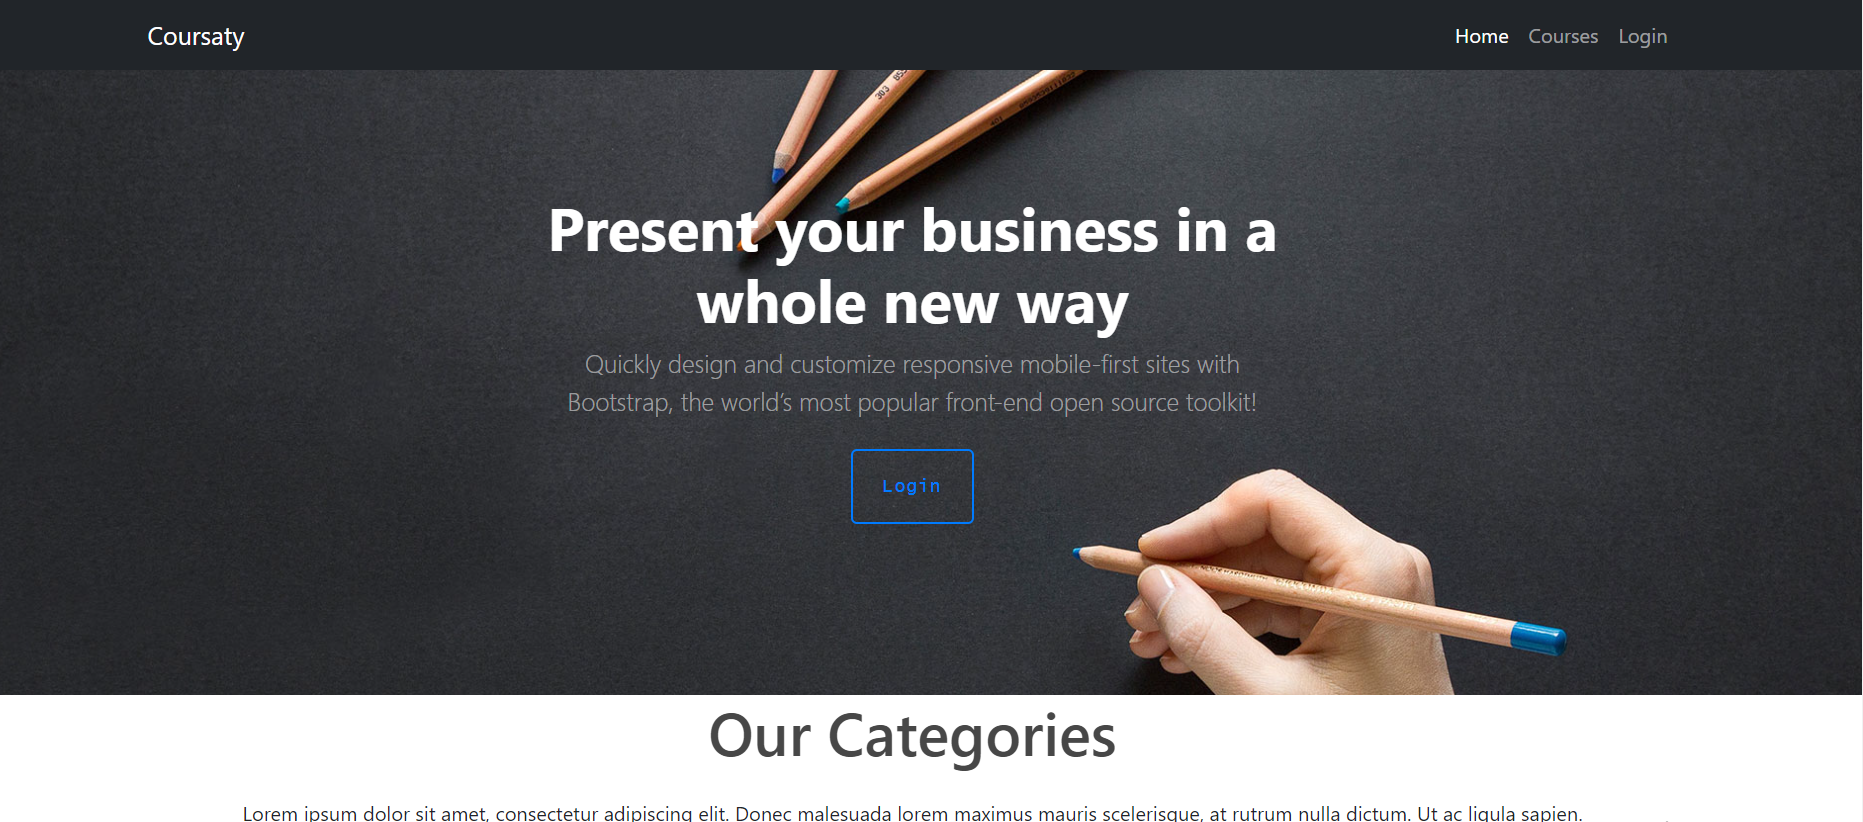 Coursaty
Home Courses Login
303
Present your business in a
whole new way
Quickly design and customize responsive mobile-first sites with
Bootstrap, the world’s most popular front-end open source toolkit!
Login
Our Categories
Lorem ipsum dolor sit amet, consectetur adipiscing elit. Donec malesuada lorem maximus mauris scelerisque, at rutrum nulla dictum. Ut ac ligula sapien.